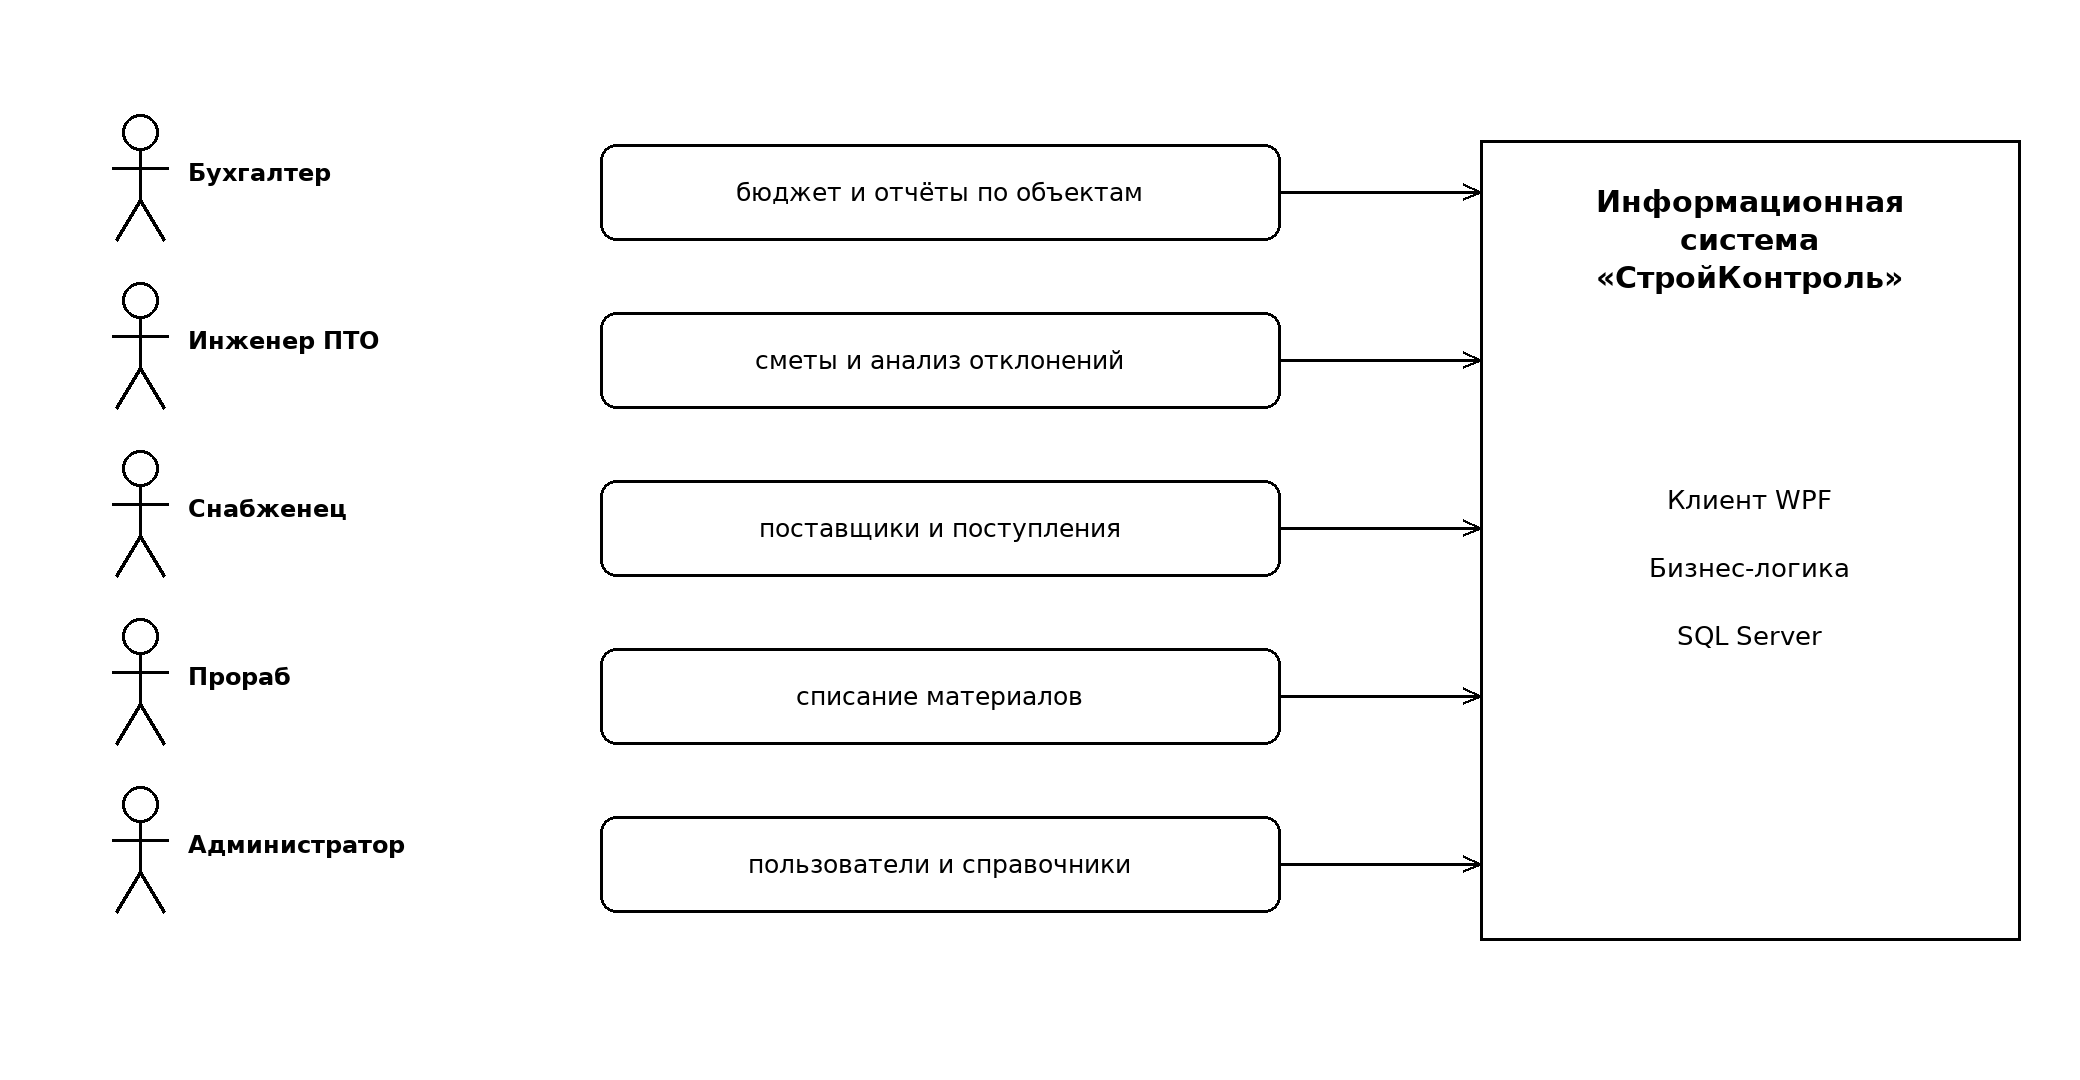 Бухгалтер
бюджет и отчёты по объектам
Информационная
система
«СтройКонтроль»
Инженер ПТО
сметы и анализ отклонений
Снабженец
поставщики и поступления
Клиент WPF
Бизнес-логика
SQL Server
Прораб
списание материалов
Администратор
пользователи и справочники